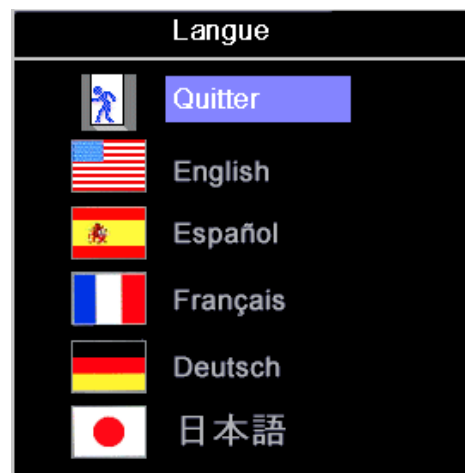 Langue
Quitter
English
Español
Français
Deutsch
日本語